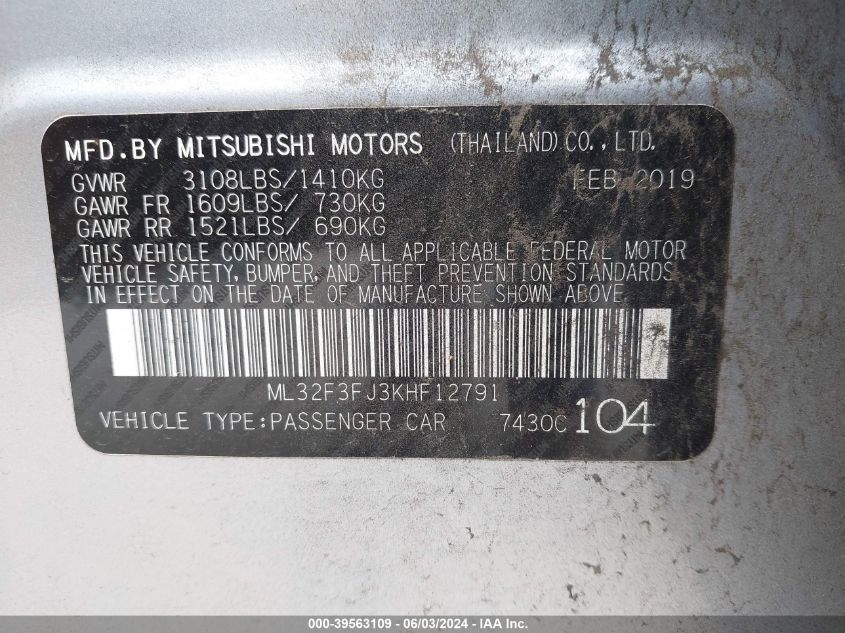 MFD.BY MITSUBISHI MOTORS (THAILAND) CO., LTD.
GVWR 3108LBS/1410KG FEB 2019
GAWR FR 1609LBS/ 730KG
GAWR RR 1521LBS/ 690KG
THIS VEHICLE CONFORMS TO ALL APPLICABLE FEDERAL MOTOR
VEHICLE SAFETY, BUMPER, AND THEFT PREVENTION STANDARDS
IN EFFECT ON THE DATE OF MANUFACTURE SHOWN ABOVE.
ML32F3FJ3KHF12791
VEHICLE TYPE:PASSENGER CAR 7430C 104
000-39563109 - 06/03/2024 - IAA Inc.